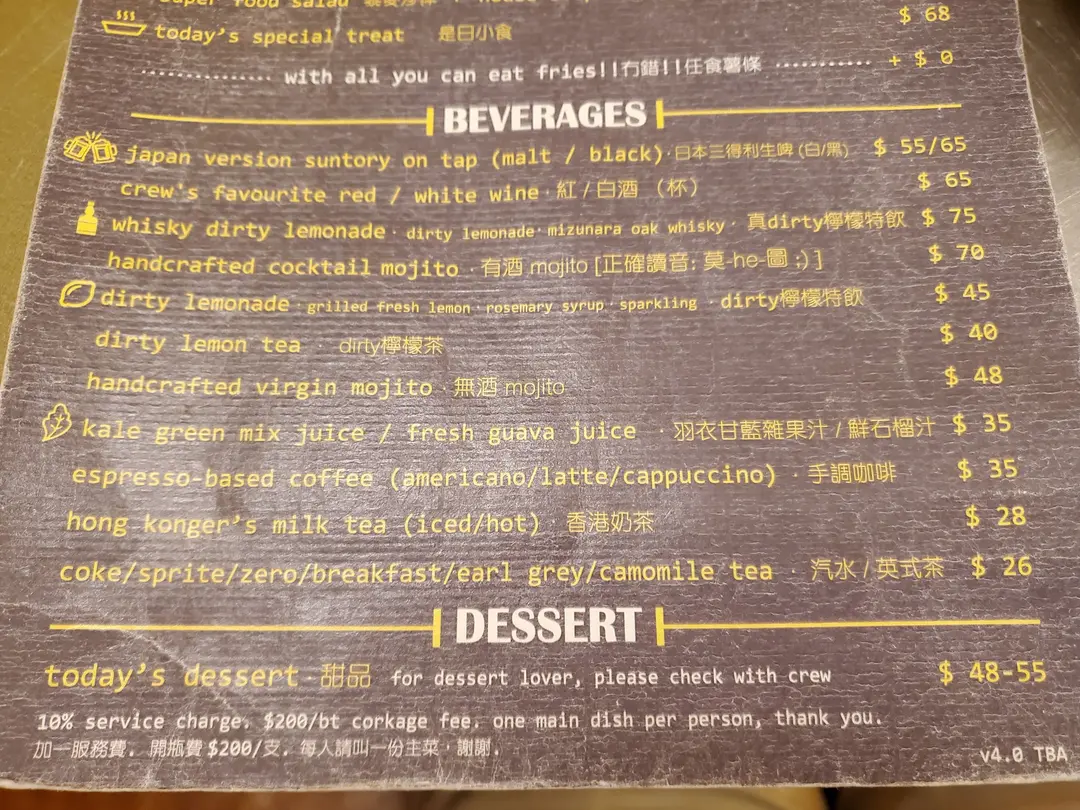 super food salad
$ 68
today's special treat 是日小食
with all you can eat fries!!冇錯!!任食薯條 + $ 0
BEVERAGES
japan version suntory on tap (malt / black)·日本三得利生啤 (白/黑)· $ 55/65
crew's favourite red / white wine · 紅 / 白酒 (杯) $ 65
whisky dirty lemonade · dirty lemonade · mizunara oak whisky · 真dirty檸檬特飲 $ 75
handcrafted cocktail mojito · 有酒 mojito [正確讀音: 莫-he-圖 ;) ] $ 70
dirty lemonade · grilled fresh lemon · rosemary syrup · sparkling · dirty檸檬特飲 $ 45
dirty lemon tea · dirty檸檬茶 $ 40
handcrafted virgin mojito · 無酒 mojito $ 48
kale green mix juice / fresh guava juice · 羽衣甘藍雜果汁 / 鮮石榴汁 $ 35
espresso-based coffee (americano/latte/cappuccino) · 手調咖啡 $ 35
hong konger's milk tea (iced/hot) · 香港奶茶 $ 28
coke/sprite/zero/breakfast/earl grey/camomile tea · 汽水 / 英式茶 $ 26
DESSERT
today's dessert · 甜品 for dessert lover, please check with crew $ 48-55
10% service charge. $200/bt corkage fee. one main dish per person, thank you.
加一服務費. 開瓶費 $200/支. 每人請叫一份主菜，謝謝.
v4.0 TBA